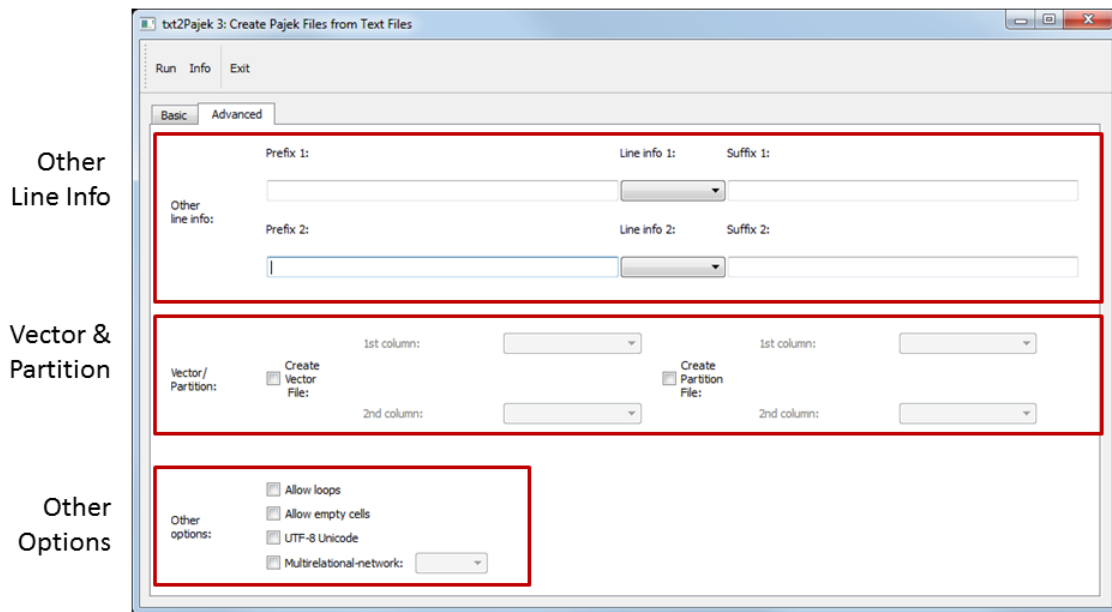 txt2Pajek 3: Create Pajek Files from Text Files
Run Info Exit
Basic Advanced
Other
Line Info
Other
line info:
Prefix 1: Line info 1: Suffix 1:
Prefix 2: Line info 2: Suffix 2:
Vector &
Partition
Vector/
Partition:
Create
Vector
File:
1st column:
2nd column:
Create
Partition
File:
1st column:
2nd column:
Other
Options
Other
options:
Allow loops
Allow empty cells
UTF-8 Unicode
Multirelational-network: